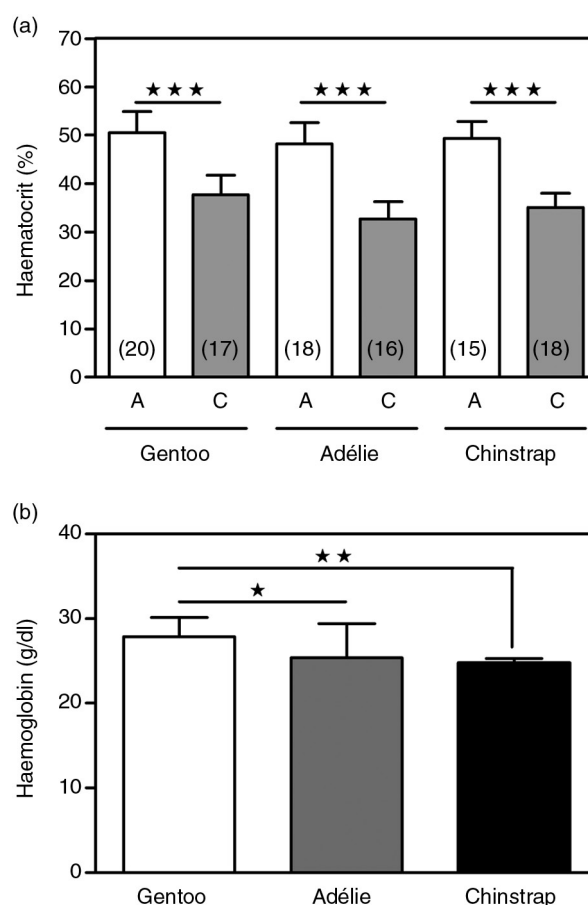 (a)
70
60
50
40
30
20
10
0
Haematocrit (%)
★★★ ★★★ ★★★
(20) (17) (18) (16) (15) (18)
A C A C A C
Gentoo Adélie Chinstrap
(b)
40
30
20
10
0
Haemoglobin (g/dl)
★★
★
Gentoo Adélie Chinstrap